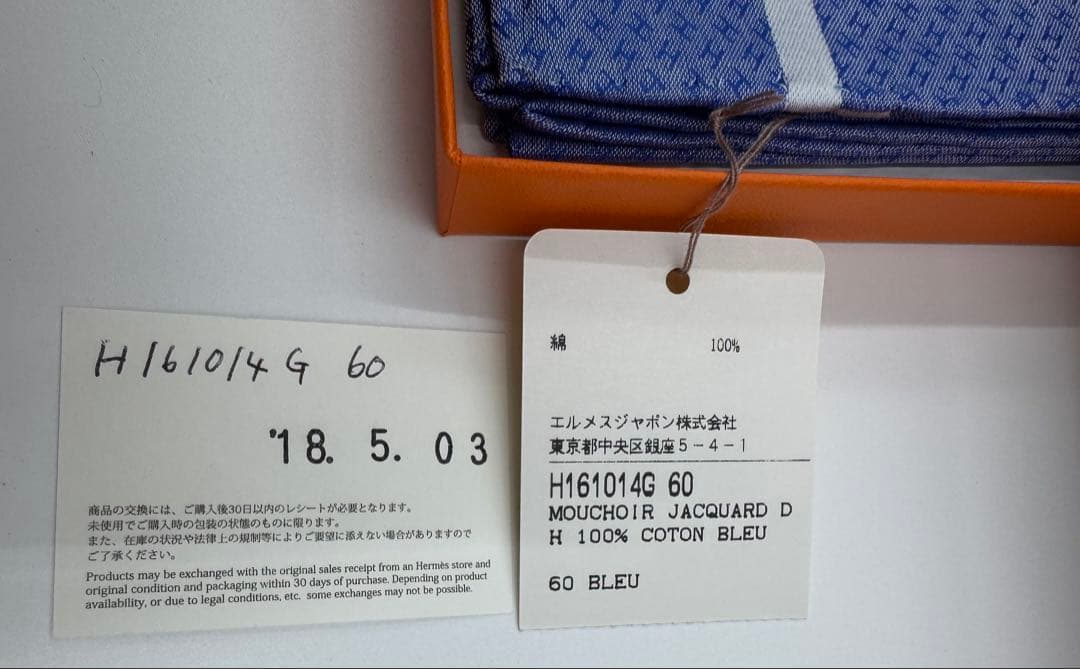 H161014G 60
'18. 5. 03
商品の交換には、ご購入後30日以内のレシートが必要となります。
未使用でご購入時の包装の状態のものに限ります。
また、在庫の状況や法律上の規制等によりご要望に添えない場合がありますので
ご了承ください。
Products may be exchanged with the original sales receipt from an Hermès store and
original condition and packaging within 30 days of purchase. Depending on product
availability, or due to legal conditions, etc. some exchanges may not be possible.
綿 100%
エルメスジャポン株式会社
東京都中央区銀座5-4-1
H161014G 60
MOUCHOIR JACQUARD D
H 100% COTON BLEU
60 BLEU